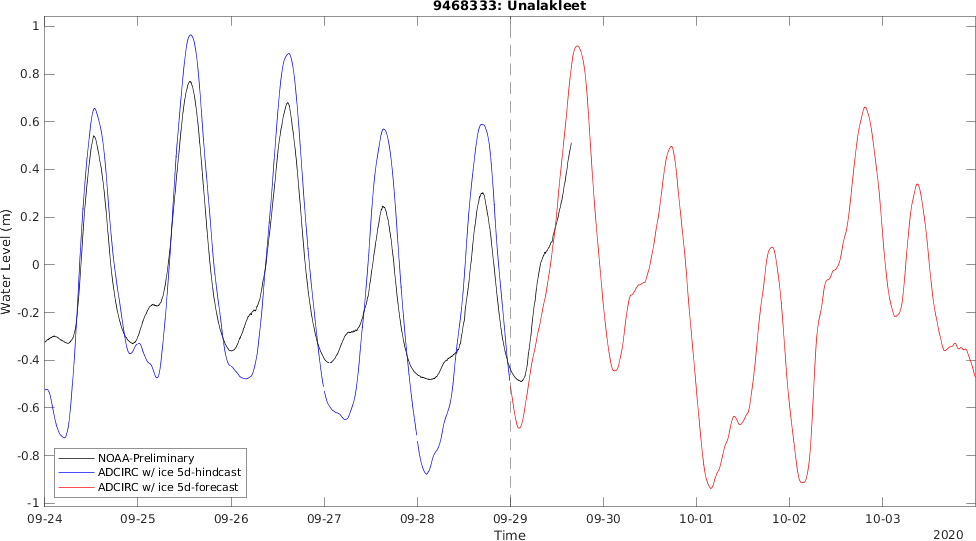 9468333: Unalakleet
Water Level (m)
1
0.8
0.6
0.4
0.2
0
-0.2
-0.4
-0.6
-0.8
-1
NOAA-Preliminary
ADCIRC w/ ice 5d-hindcast
ADCIRC w/ ice 5d-forecast
09-24 09-25 09-26 09-27 09-28 09-29 09-30 10-01 10-02 10-03
Time
2020